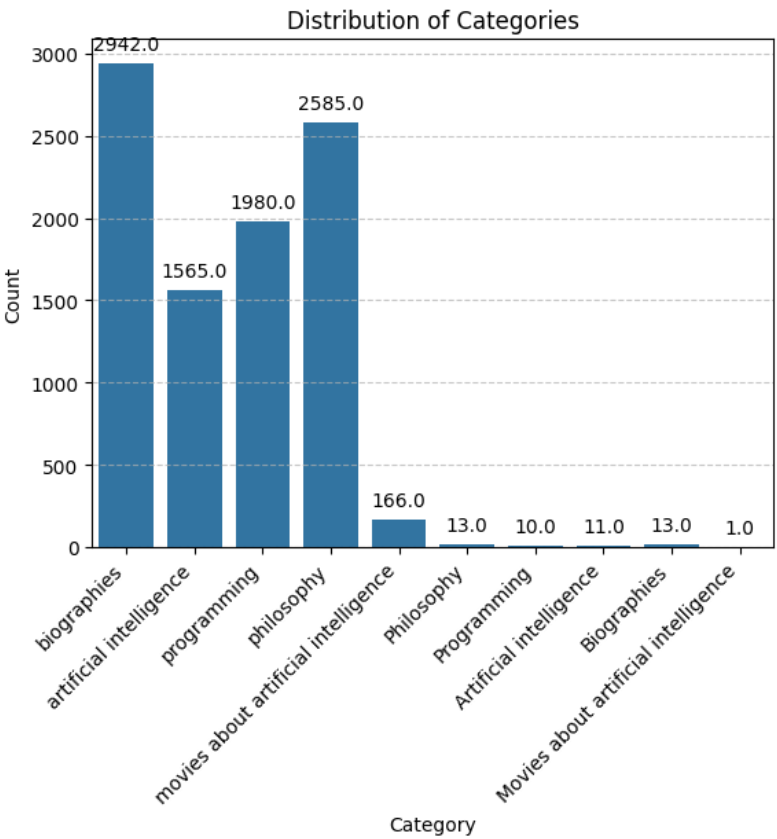 Distribution of Categories
2942.0
1565.0
1980.0
2585.0
166.0
13.0
10.0
11.0
13.0
1.0
3000
2500
2000
1500
1000
500
0
Count
biographies
artificial intelligence
programming
philosophy
movies about artificial intelligence
Philosophy
Programming
Artificial intelligence
Biographies
Movies about artificial intelligence
Category